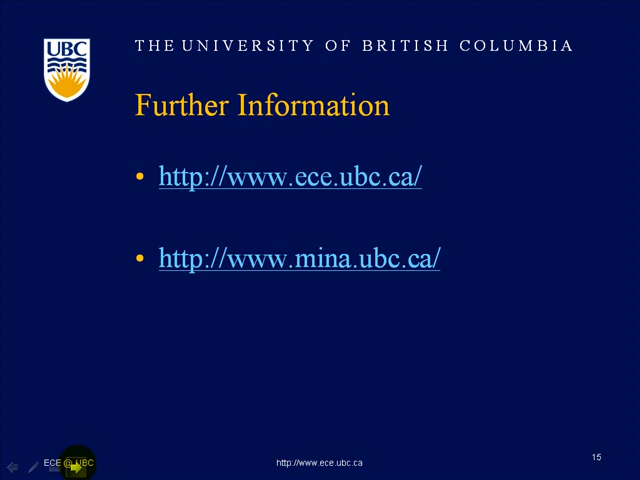 UBC
THE UNIVERSITY OF BRITISH COLUMBIA
Further Information
• http://www.ece.ubc.ca/
• http://www.mina.ubc.ca/
ECE @ UBC
http://www.ece.ubc.ca
15